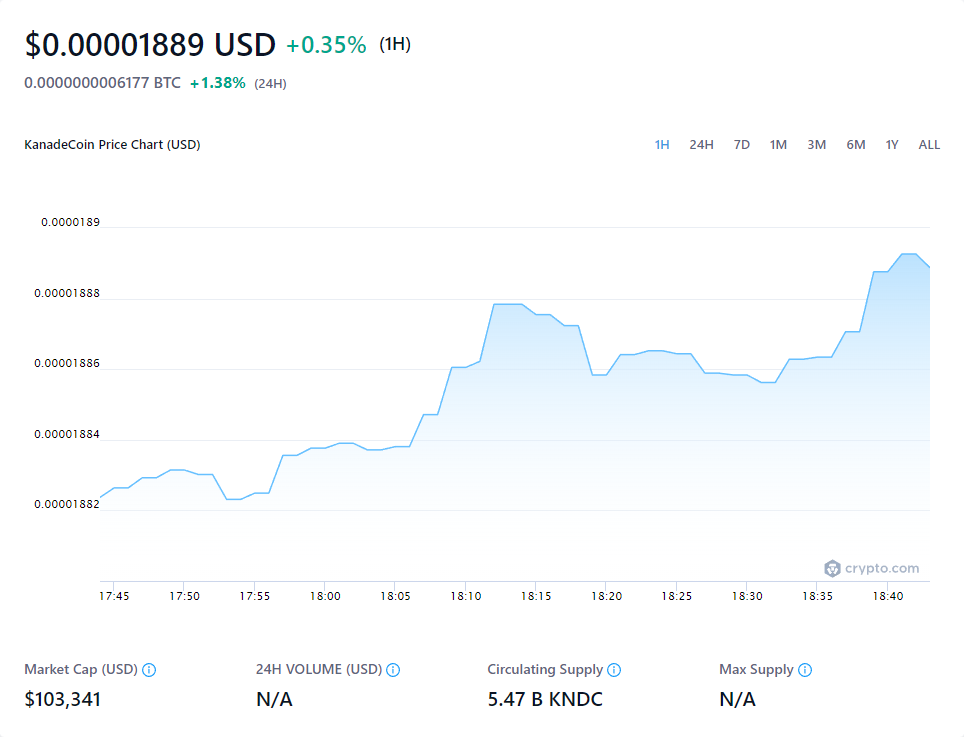 $0.00001889 USD +0.35% (1H)
0.0000000006177 BTC +1.38% (24H)
KanadeCoin Price Chart (USD) 1H 24H 7D 1M 3M 6M 1Y ALL
0.0000189
0.00001888
0.00001886
0.00001884
0.00001882
crypto.com
17:45 17:50 17:55 18:00 18:05 18:10 18:15 18:20 18:25 18:30 18:35 18:40
Market Cap (USD) 24H VOLUME (USD) Circulating Supply Max Supply
$103,341 N/A 5.47 B KNDC N/A